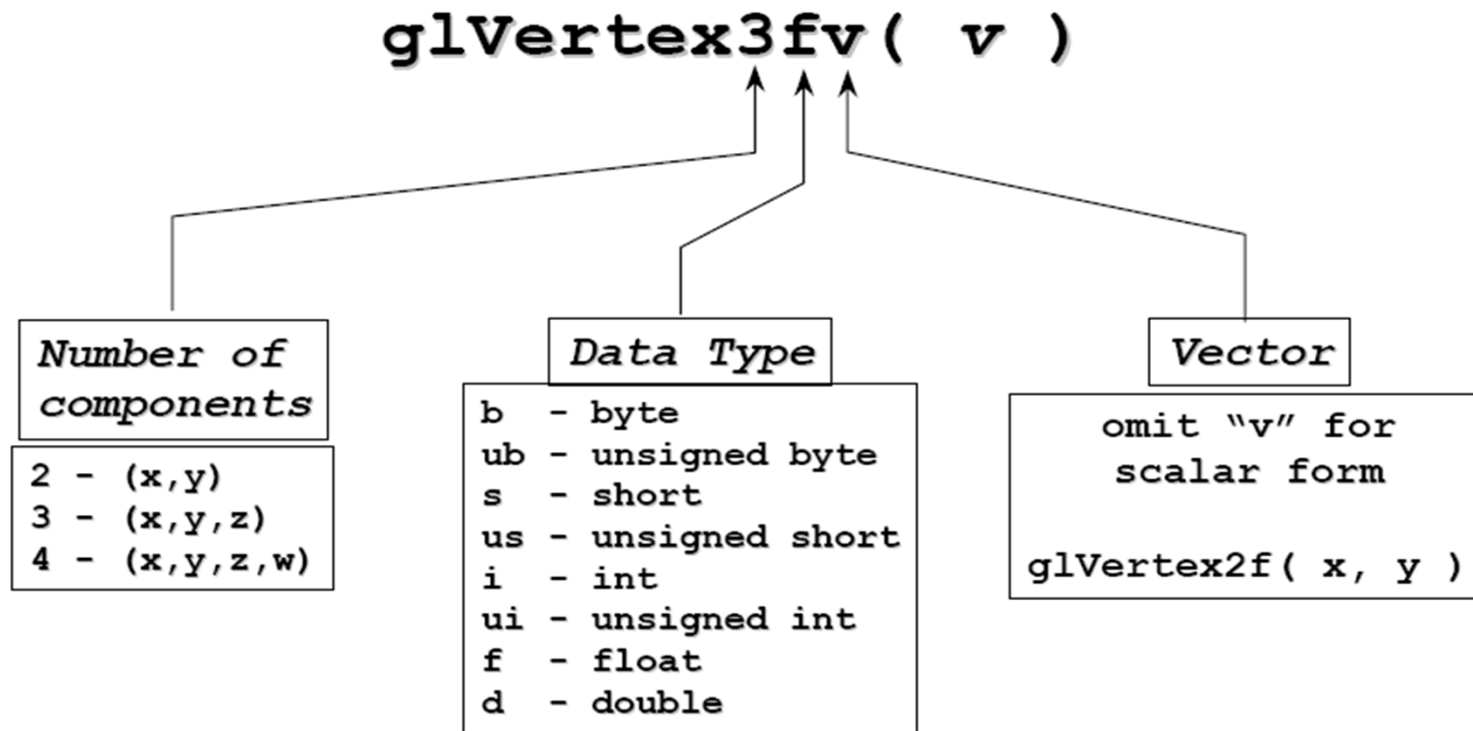 glVertex3fv( v )
Number of
components
2 - (x,y)
3 - (x,y,z)
4 - (x,y,z,w)
Data Type
b - byte
ub - unsigned byte
s - short
us - unsigned short
i - int
ui - unsigned int
f - float
d - double
Vector
omit “v” for
scalar form
glVertex2f( x, y )